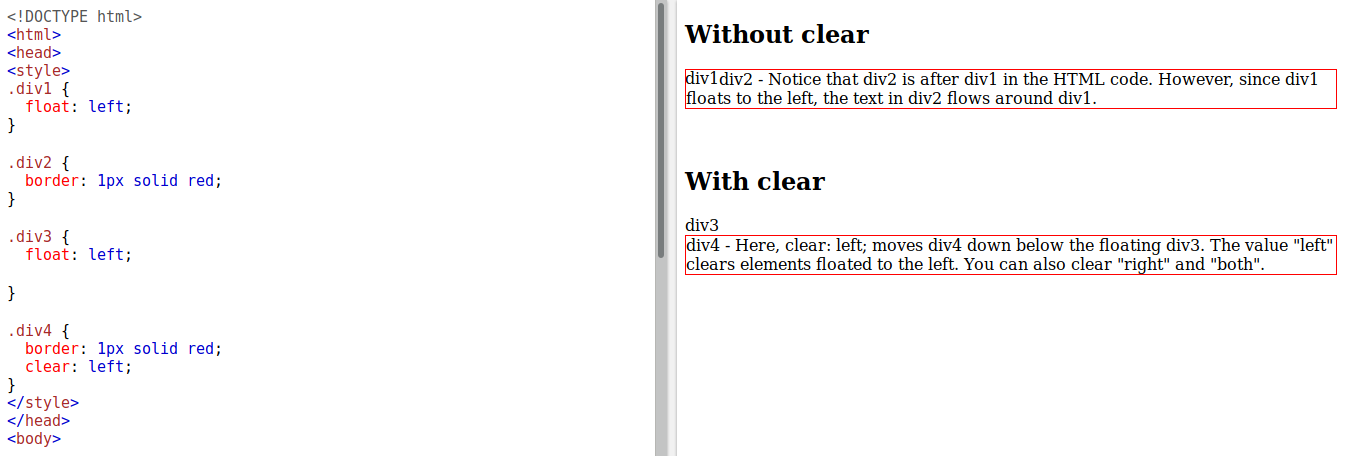 <!DOCTYPE html>
<html>
<head>
<style>
.div1 {
  float: left;
}
.div2 {
  border: 1px solid red;
}
.div3 {
  float: left;
}
.div4 {
  border: 1px solid red;
  clear: left;
}
</style>
</head>
<body>
Without clear
div1div2 - Notice that div2 is after div1 in the HTML code. However, since div1
floats to the left, the text in div2 flows around div1.
With clear
div3
div4 - Here, clear: left; moves div4 down below the floating div3. The value "left"
clears elements floated to the left. You can also clear "right" and "both".